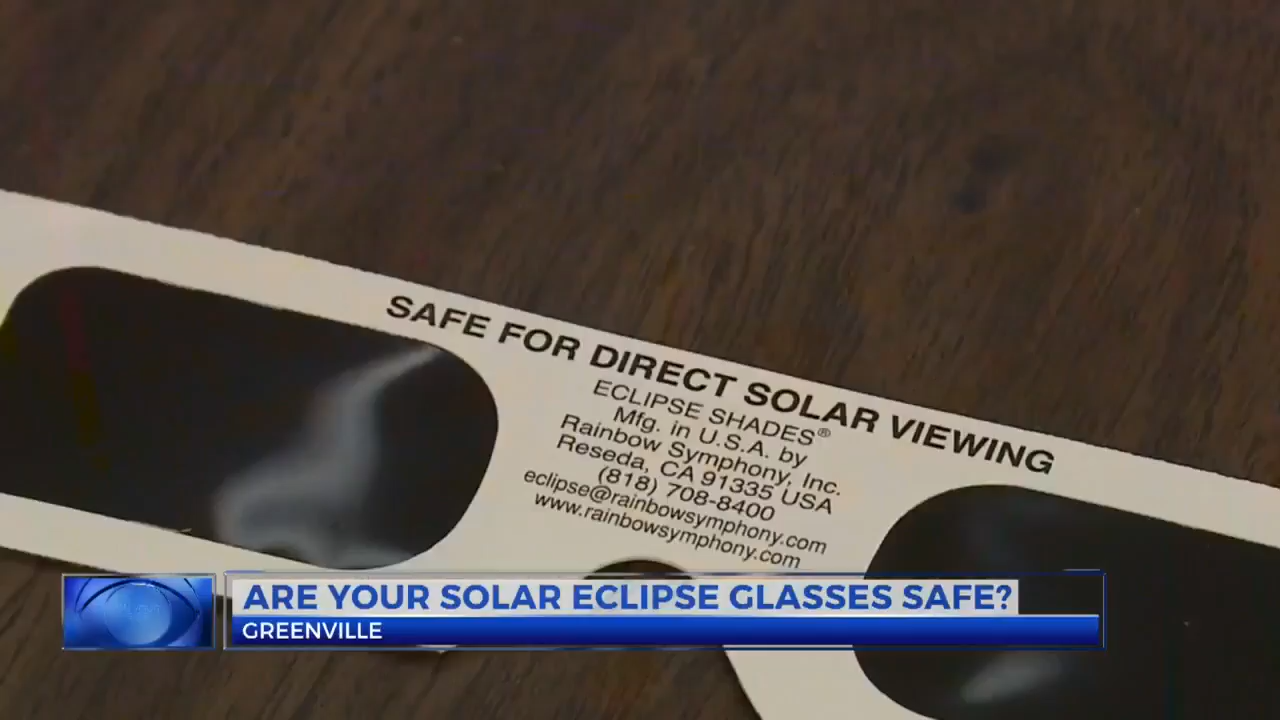 SAFE FOR DIRECT SOLAR VIEWING
ECLIPSE SHADES®
Mfg. in U.S.A. by
Rainbow Symphony, Inc.
Reseda, CA 91335 USA
(818) 708-8400
eclipse@rainbowsymphony.com
www.rainbowsymphony.com
ARE YOUR SOLAR ECLIPSE GLASSES SAFE?
GREENVILLE